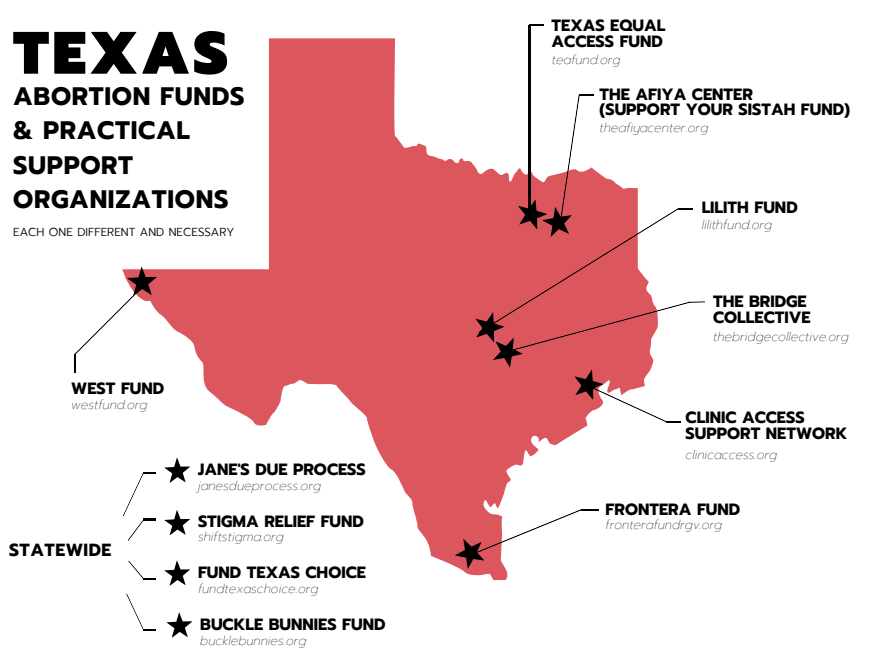 TEXAS
ABORTION FUNDS
& PRACTICAL
SUPPORT
ORGANIZATIONS
EACH ONE DIFFERENT AND NECESSARY
TEXAS EQUAL
ACCESS FUND
teafund.org
THE AFIYA CENTER
(SUPPORT YOUR SISTAH FUND)
theafiyacenter.org
LILITH FUND
lilithfund.org
THE BRIDGE
COLLECTIVE
thebridgecollective.org
WEST FUND
westfund.org
CLINIC ACCESS
SUPPORT NETWORK
clinicaccess.org
FRONTERA FUND
fronterafundrgv.org
STATEWIDE
JANE'S DUE PROCESS
janesdueprocess.org
STIGMA RELIEF FUND
shiftstigma.org
FUND TEXAS CHOICE
fundtexaschoice.org
BUCKLE BUNNIES FUND
bucklebunnies.org